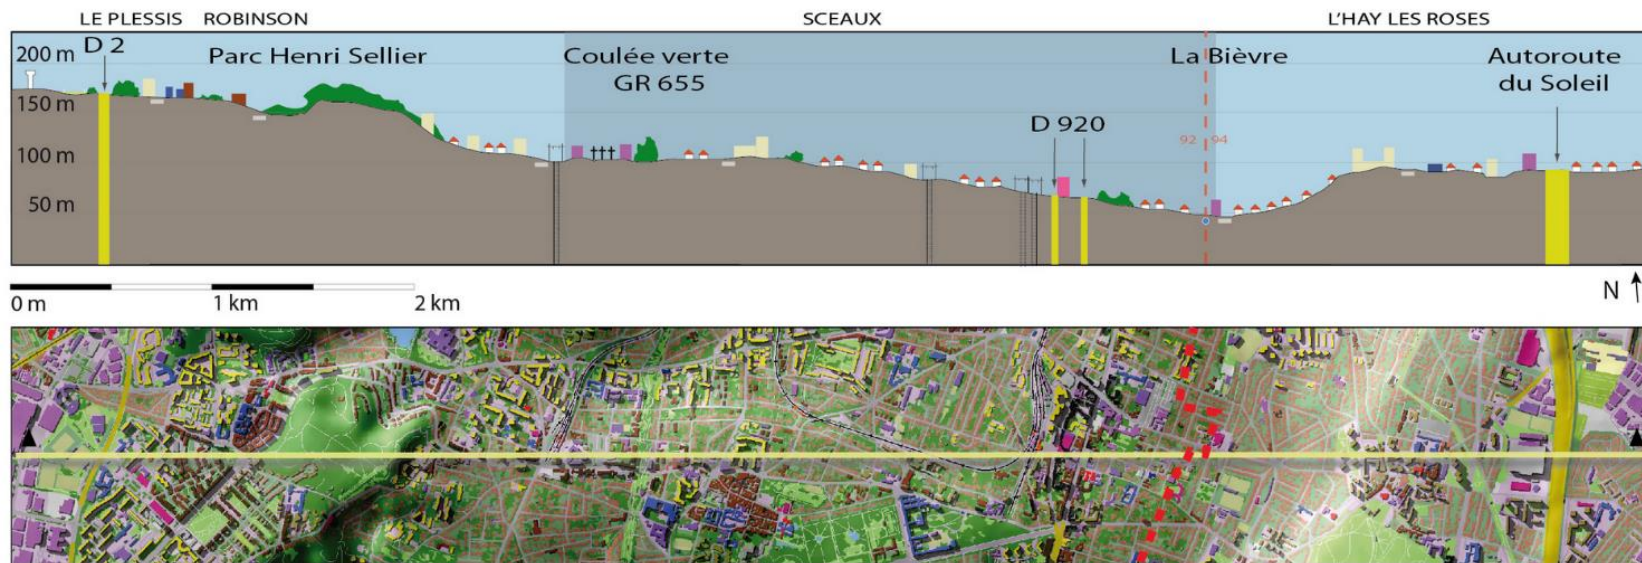 LE PLESSIS ROBINSON
SCEAUX
L'HAY LES ROSES
200 m
D 2
Parc Henri Sellier
Coulée verte
GR 655
La Bièvre
Autoroute
du Soleil
150 m
D 920
92
94
100 m
50 m
0 m
1 km
2 km
N